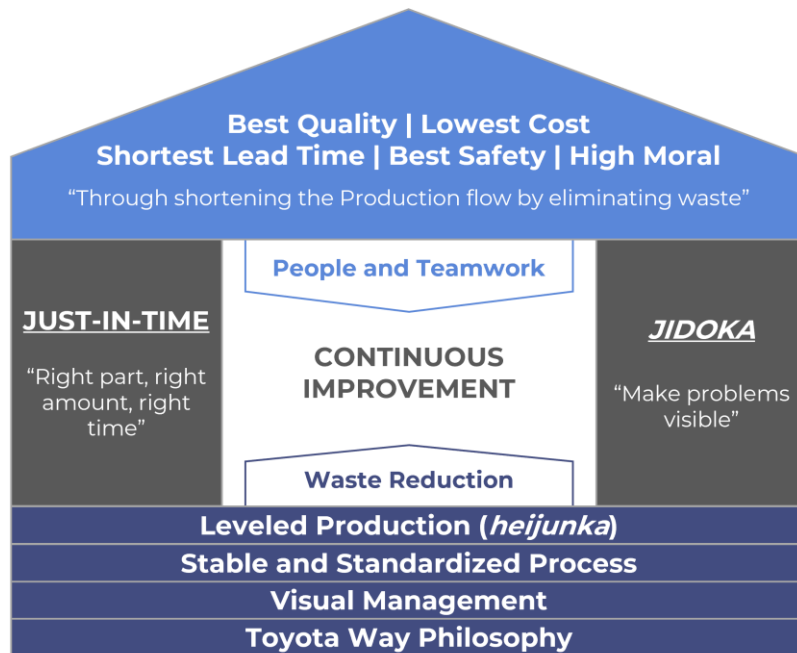 Best Quality | Lowest Cost
Shortest Lead Time | Best Safety | High Moral
“Through shortening the Production flow by eliminating waste”
JUST-IN-TIME
“Right part, right
amount, right
time”
People and Teamwork
CONTINUOUS
IMPROVEMENT
Waste Reduction
JIDOKA
“Make problems
visible”
Leveled Production (heijunka)
Stable and Standardized Process
Visual Management
Toyota Way Philosophy